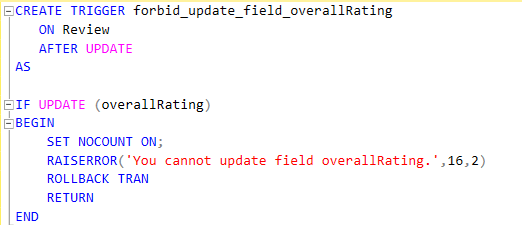 CREATE TRIGGER forbid_update_field_overallRating
ON Review
AFTER UPDATE
AS
IF UPDATE (overallRating)
BEGIN
SET NOCOUNT ON;
RAISERROR('You cannot update field overallRating.',16,2)
ROLLBACK TRAN
RETURN
END